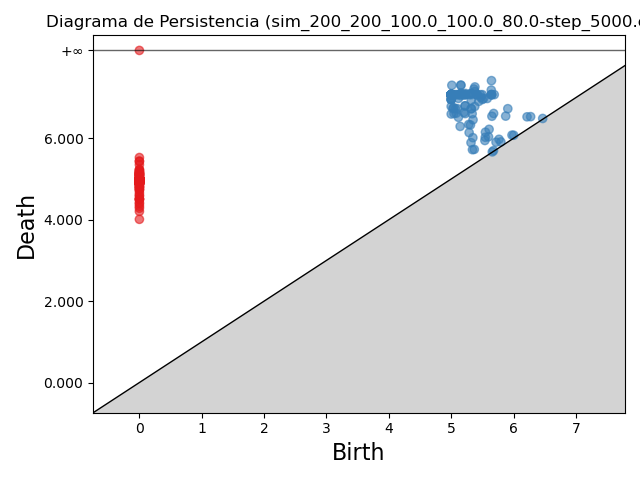 Diagrama de Persistencia (sim_200_200_100.0_100.0_80.0-step_5000.
+∞
6.000
4.000
2.000
0.000
Death
0 1 2 3 4 5 6 7
Birth